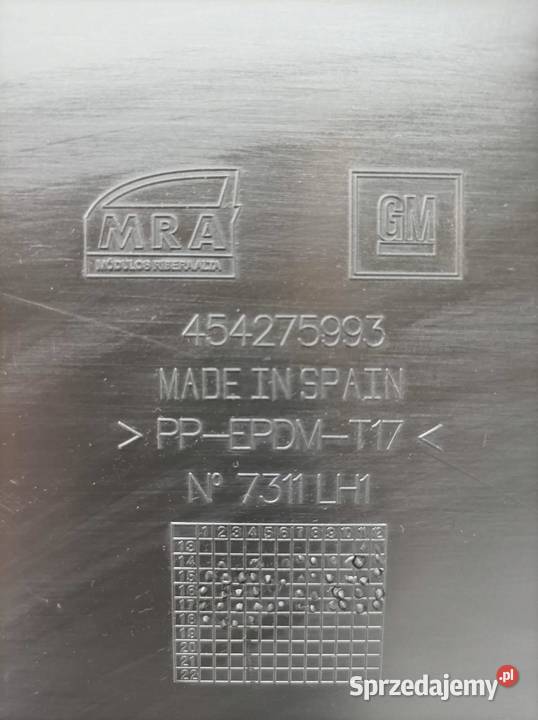 MRA
MÓDULOS RIBERA ALTA
GM
454275993
MADE IN SPAIN
> PP-EPDM-T17 <
Nº 7311 LH1
1 2 3 4 5 6 7 8 9 10 11 12
13
14
15
16
17
18
19
20
21
22
Sprzedajemy.pl